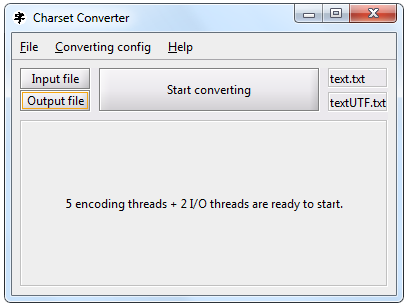 字 Charset Converter
File Converting config Help
Input file Start converting text.txt
Output file textUTF.txt
5 encoding threads + 2 I/O threads are ready to start.